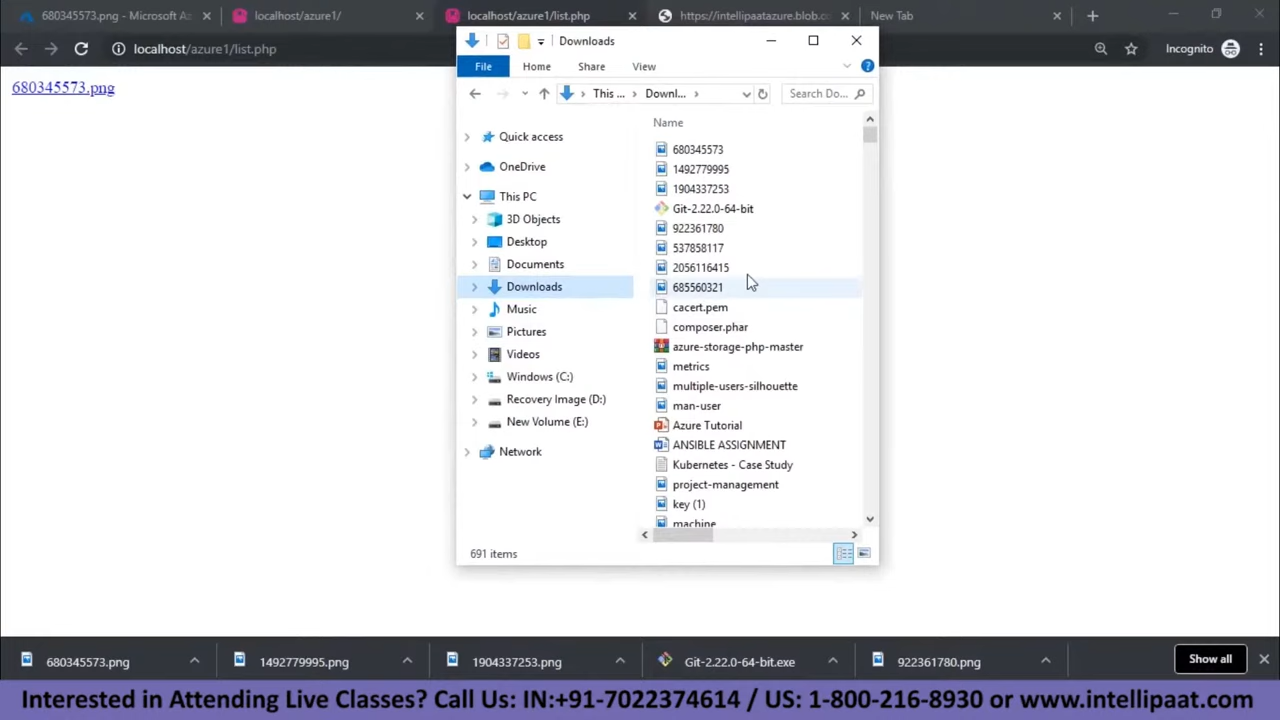 680345573.png - Microsoft Az
localhost/azure1/
localhost/azure1/list.php
https://intellipaatazure.blob.co
New Tab
localhost/azure1/list.php
Incognito
680345573.png
Downloads
File Home Share View
This ... Downl...
Search Do...
Name
Quick access
OneDrive
This PC
3D Objects
Desktop
Documents
Downloads
Music
Pictures
Videos
Windows (C:)
Recovery Image (D:)
New Volume (E:)
Network
680345573
1492779995
1904337253
Git-2.22.0-64-bit
922361780
537858117
2056116415
685560321
cacert.pem
composer.phar
azure-storage-php-master
metrics
multiple-users-silhouette
man-user
Azure Tutorial
ANSIBLE ASSIGNMENT
Kubernetes - Case Study
project-management
key (1)
machine
691 items
680345573.png
1492779995.png
1904337253.png
Git-2.22.0-64-bit.exe
922361780.png
Show all
Interested in Attending Live Classes? Call Us: IN:+91-7022374614 / US: 1-800-216-8930 or www.intellipaat.com